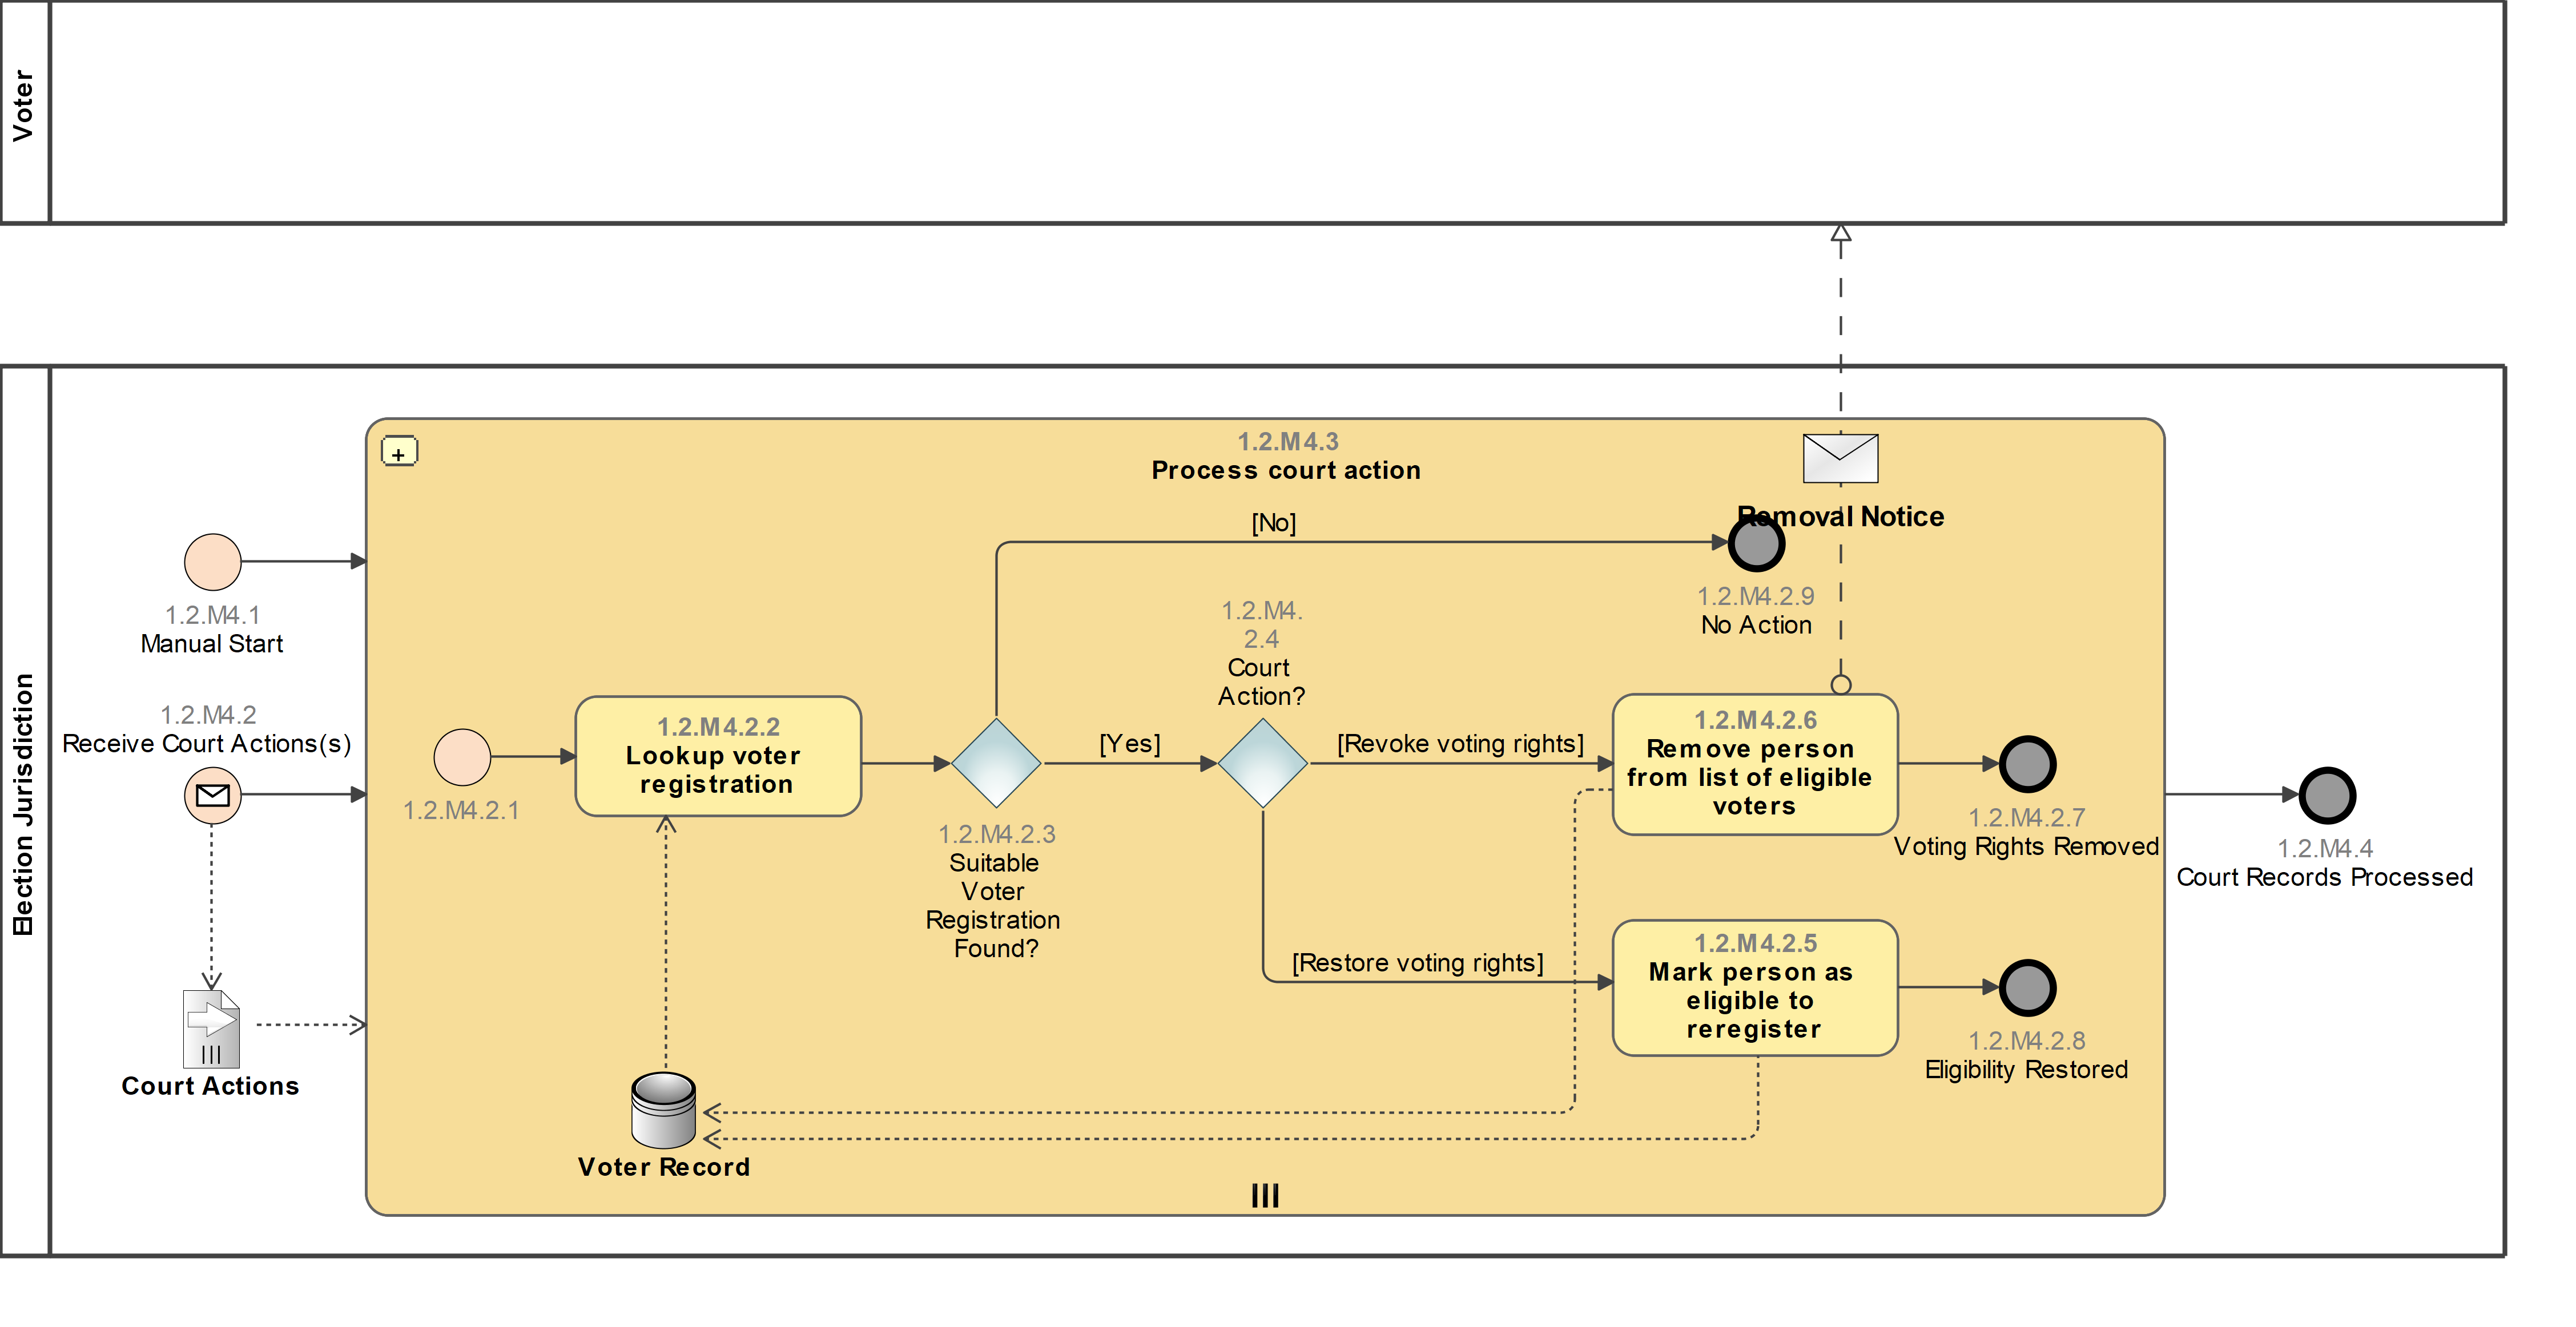 Voter
Election Jurisdiction
1.2.M4.3
Process court action
Removal Notice
[No]
1.2.M4.1
Manual Start
1.2.M4.2.9
No Action
1.2.M4.
2.4
Court
Action?
1.2.M4.2
Receive Court Actions(s)
1.2.M4.2.1
1.2.M4.2.2
Lookup voter
registration
[Yes]
[Revoke voting rights]
1.2.M4.2.6
Remove person
from list of eligible
voters
1.2.M4.2.7
Voting Rights Removed
1.2.M4.2.3
Suitable
Voter
Registration
Found?
1.2.M4.4
Court Records Processed
[Restore voting rights]
1.2.M4.2.5
Mark person as
eligible to
reregister
1.2.M4.2.8
Eligibility Restored
Court Actions
Voter Record